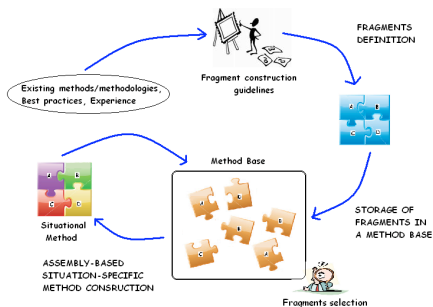 FRAGMENTS
DEFINITION
Fragment construction
guidelines
Existing methods/methodologies,
Best practices, Experience
A B
C D
Method Base
A B
C D
Situational
Method
STORAGE OF
FRAGMENTS IN
A METHOD BASE
ASSEMBLY-BASED
SITUATION-SPECIFIC
METHOD CONSRUCTION
Fragments selection